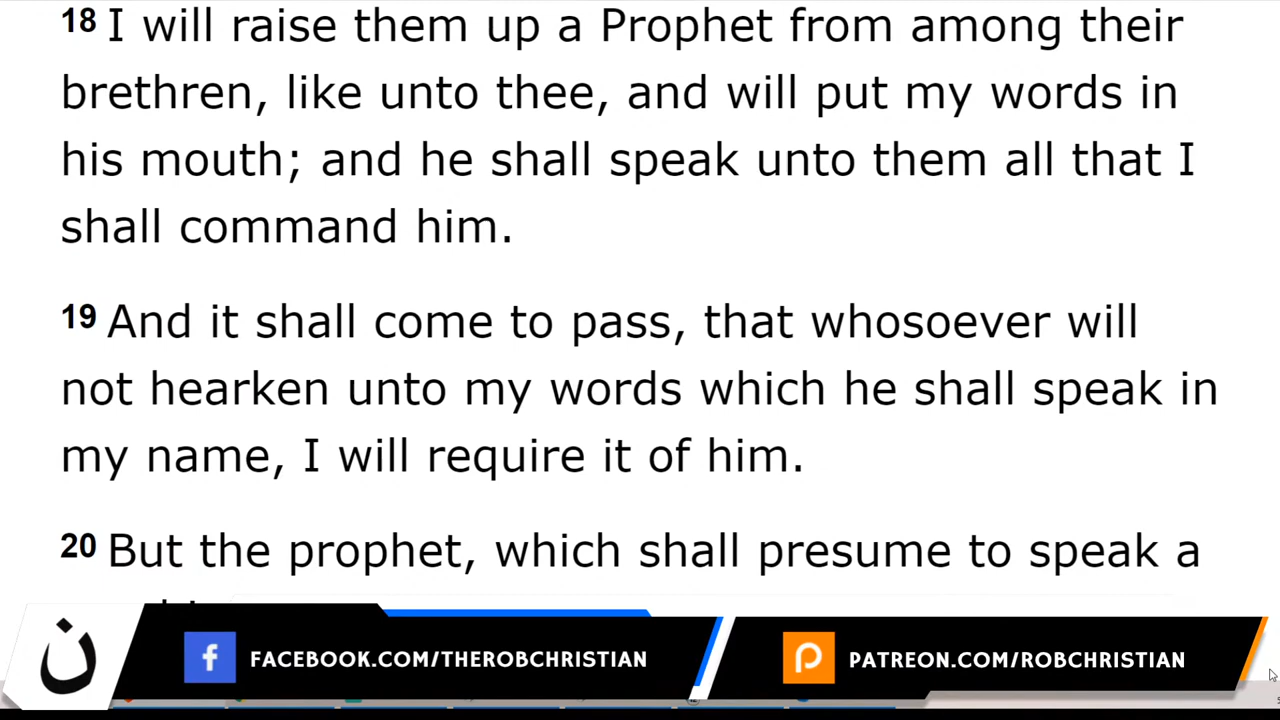 18 I will raise them up a Prophet from among their
brethren, like unto thee, and will put my words in
his mouth; and he shall speak unto them all that I
shall command him.
19 And it shall come to pass, that whosoever will
not hearken unto my words which he shall speak in
my name, I will require it of him.
20 But the prophet, which shall presume to speak a
ن
FACEBOOK.COM/THEROBCHRISTIAN
PATREON.COM/ROBCHRISTIAN